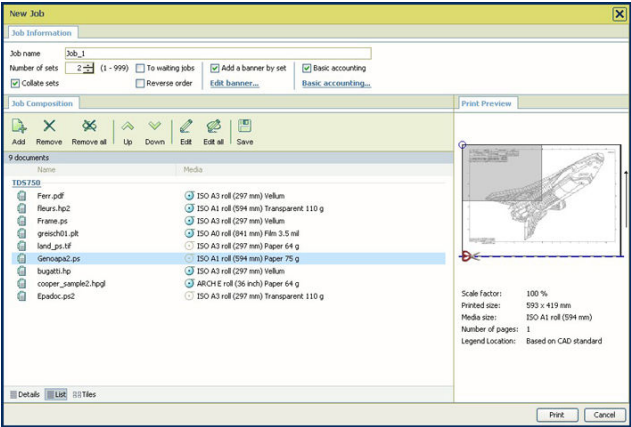 New Job
Job Information
Job name Job_1
Number of sets 2 (1 - 999) To waiting jobs Add a banner by set Basic accounting
Collate sets Reverse order Edit banner... Basic accounting...
Job Composition Print Preview
Add Remove Remove all Up Down Edit Edit all Save
9 documents
Name Media
TDS750
Ferr.pdf ISO A3 roll (297 mm) Vellum
fleurs.hp2 ISO A1 roll (594 mm) Transparent 110 g
Frame.ps ISO A3 roll (297 mm) Vellum
greisch01.plt ISO A0 roll (841 mm) Film 3.5 mil
land_ps.tif ISO A3 roll (297 mm) Paper 64 g
Genoapa2.ps ISO A1 roll (594 mm) Paper 75 g
bugatti.hp ISO A3 roll (297 mm) Vellum
cooper_sample2.hpgl ARCH E roll (36 inch) Paper 64 g
Epadoc.ps2 ISO A3 roll (297 mm) Transparent 110 g
Scale factor: 100 %
Printed size: 593 x 419 mm
Media size: ISO A1 roll (594 mm)
Number of pages: 1
Legend Location: Based on CAD standard
Details List Tiles
Print Cancel